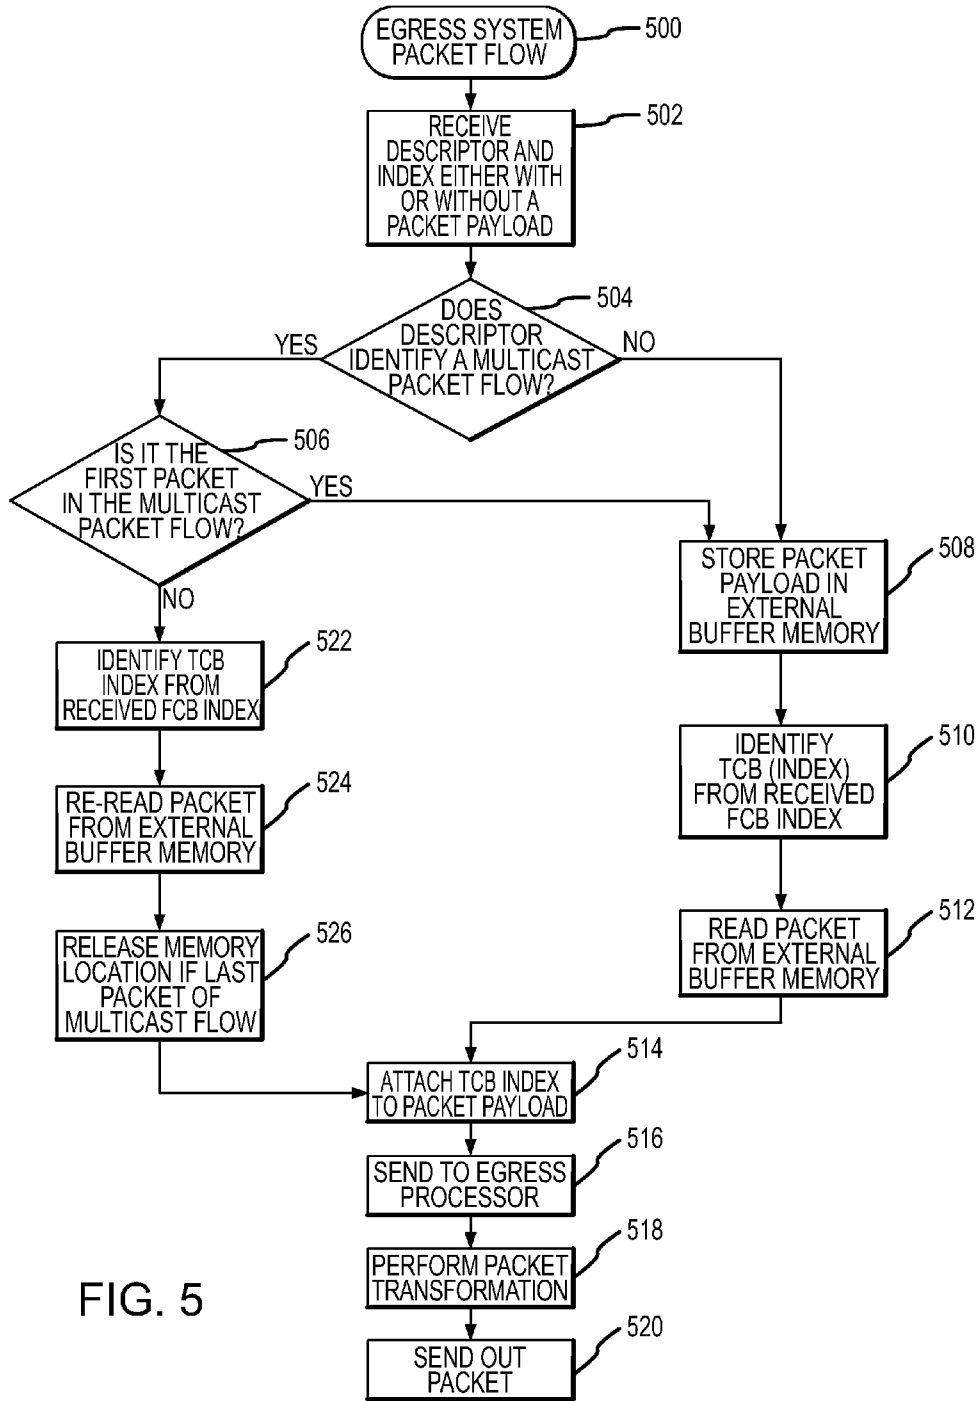 EGRESS SYSTEM
PACKET FLOW
500
RECEIVE
DESCRIPTOR AND
INDEX EITHER WITH
OR WITHOUT A
PACKET PAYLOAD
502
DOES
DESCRIPTOR
IDENTIFY A MULTICAST
PACKET FLOW?
504
YES
NO
IS IT THE
FIRST PACKET
IN THE MULTICAST
PACKET FLOW?
506
YES
NO
STORE PACKET
PAYLOAD IN
EXTERNAL
BUFFER MEMORY
508
IDENTIFY TCB
INDEX FROM
RECEIVED FCB INDEX
522
IDENTIFY
TCB (INDEX)
FROM RECEIVED
FCB INDEX
510
RE-READ PACKET
FROM EXTERNAL
BUFFER MEMORY
524
READ PACKET
FROM EXTERNAL
BUFFER MEMORY
512
RELEASE MEMORY
LOCATION IF LAST
PACKET OF
MULTICAST FLOW
526
ATTACH TCB INDEX
TO PACKET PAYLOAD
514
SEND TO EGRESS
PROCESSOR
516
PERFORM PACKET
TRANSFORMATION
518
SEND OUT
PACKET
520
FIG. 5